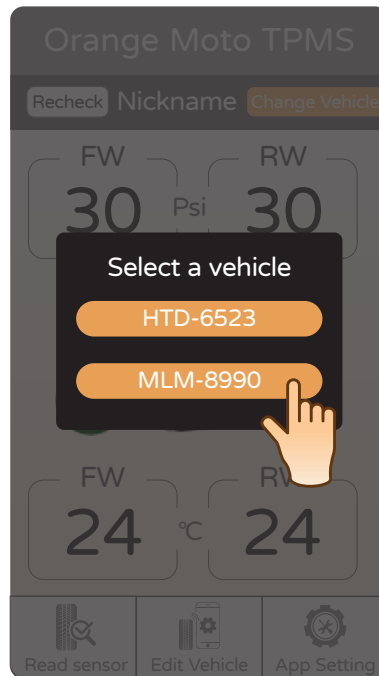 Orange Moto TPMS
Recheck Nickname Change Vehicle
FW RW
30 Psi 30
Select a vehicle
HTD-6523
MLM-8990
FW
24 °C 24
Read sensor Edit Vehicle App Setting